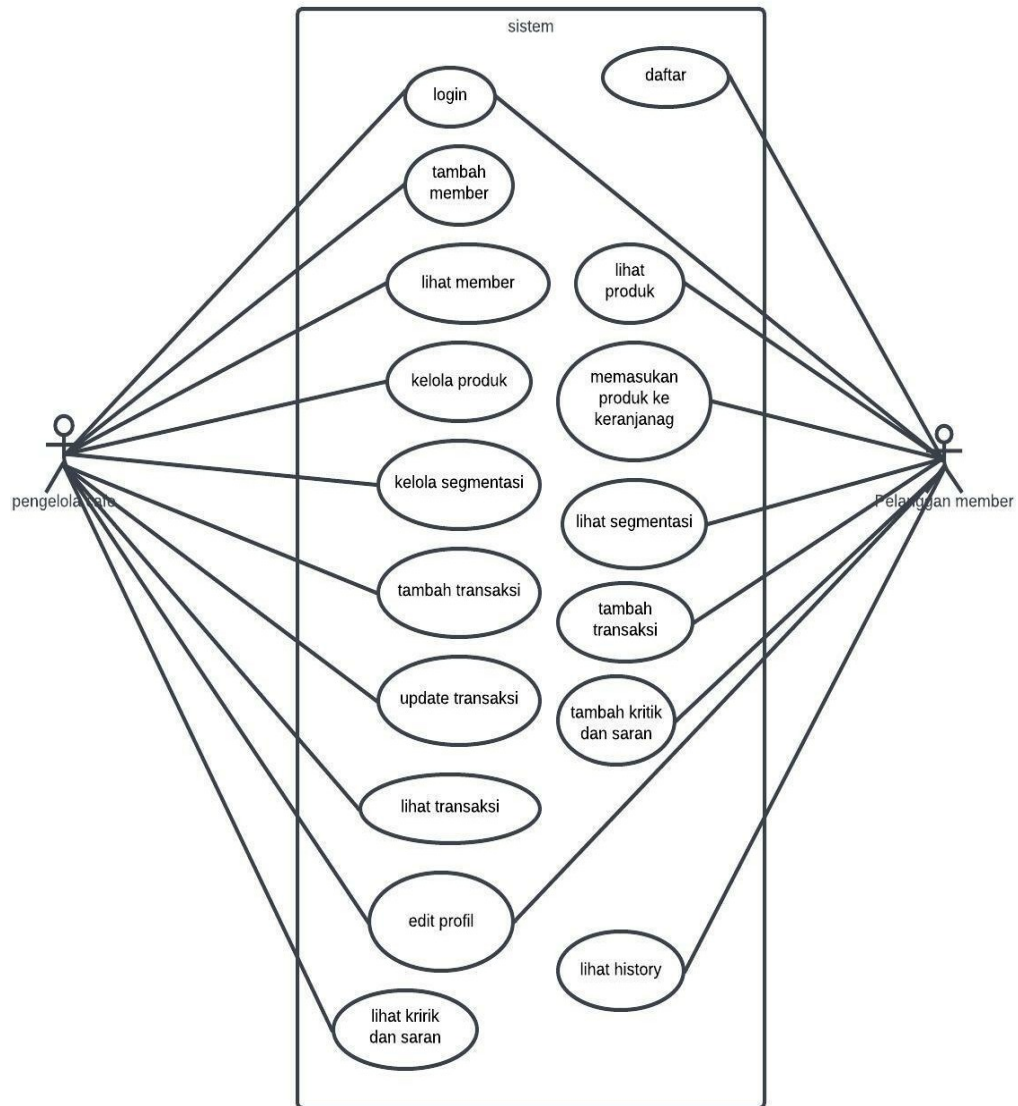 sistem
daftar
login
tambah
member
lihat member
lihat
produk
kelola produk
memasukan
produk ke
keranjanag
pengelola cafe
kelola segmentasi
Pelanggan member
lihat segmentasi
tambah transaksi
tambah
transaksi
update transaksi
tambah kritik
dan saran
lihat transaksi
edit profil
lihat history
lihat kririk
dan saran